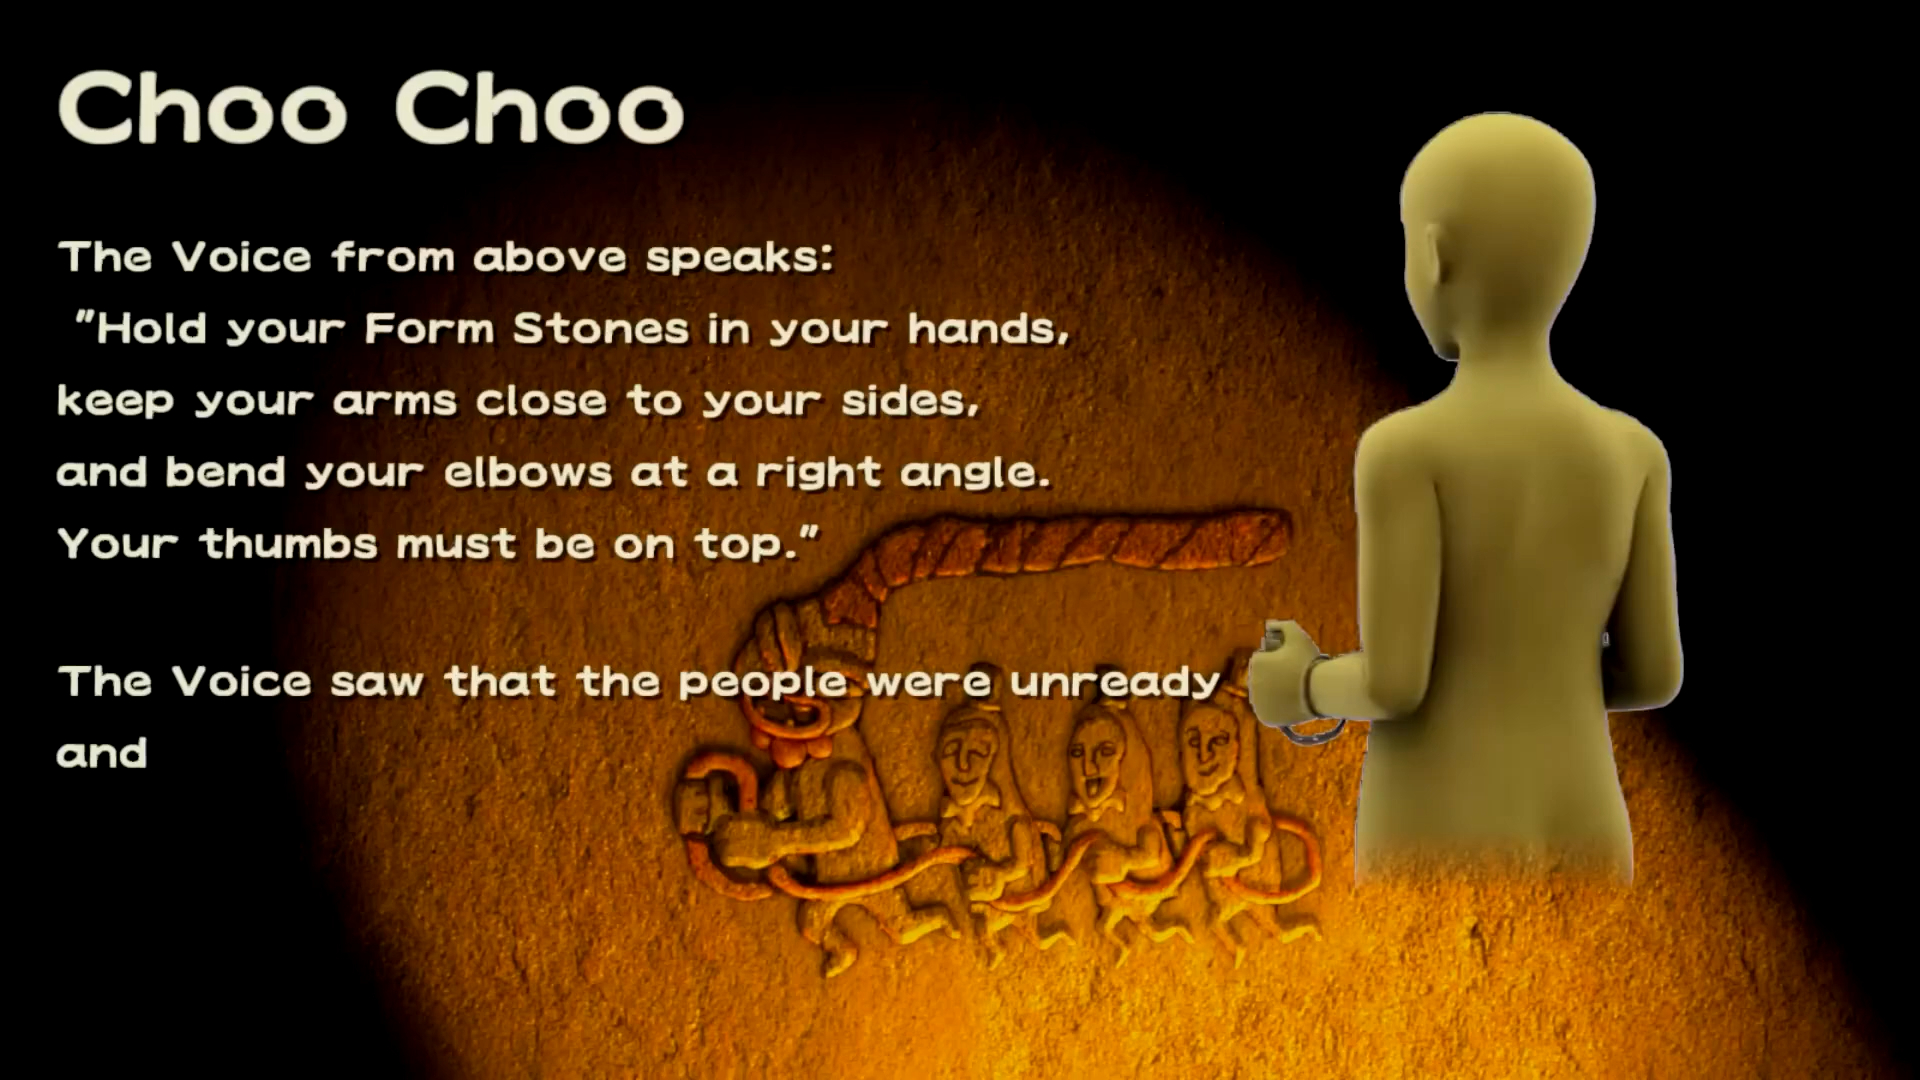 Choo Choo
The Voice from above speaks:
"Hold your Form Stones in your hands,
keep your arms close to your sides,
and bend your elbows at a right angle.
Your thumbs must be on top."
The Voice saw that the people were unready
and